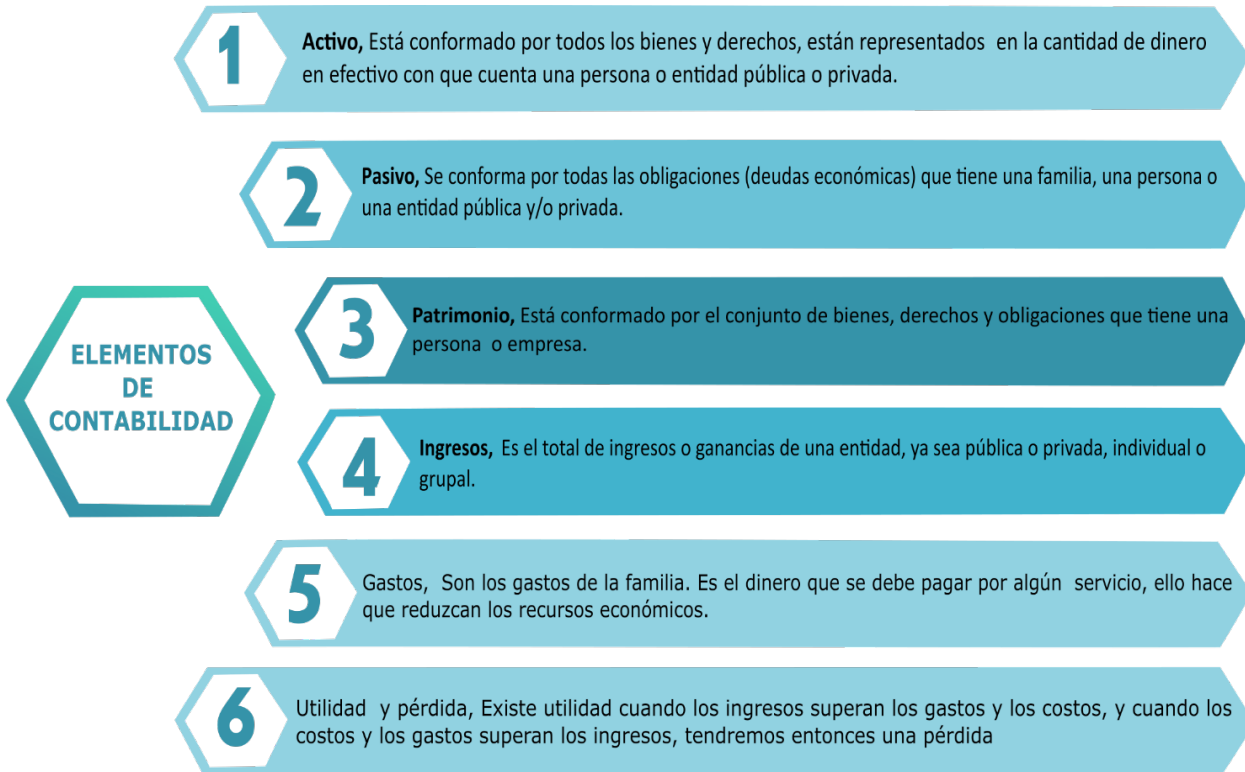 ELEMENTOS
DE
CONTABILIDAD
1
Activo, Está conformado por todos los bienes y derechos, están representados en la cantidad de dinero
en efectivo con que cuenta una persona o entidad pública o privada.
2
Pasivo, Se conforma por todas las obligaciones (deudas económicas) que tiene una familia, una persona o
una entidad pública y/o privada.
3
Patrimonio, Está conformado por el conjunto de bienes, derechos y obligaciones que tiene una
persona o empresa.
4
Ingresos, Es el total de ingresos o ganancias de una entidad, ya sea pública o privada, individual o
grupal.
5
Gastos, Son los gastos de la familia. Es el dinero que se debe pagar por algún servicio, ello hace
que reduzcan los recursos económicos.
6
Utilidad y pérdida, Existe utilidad cuando los ingresos superan los gastos y los costos, y cuando los
costos y los gastos superan los ingresos, tendremos entonces una pérdida